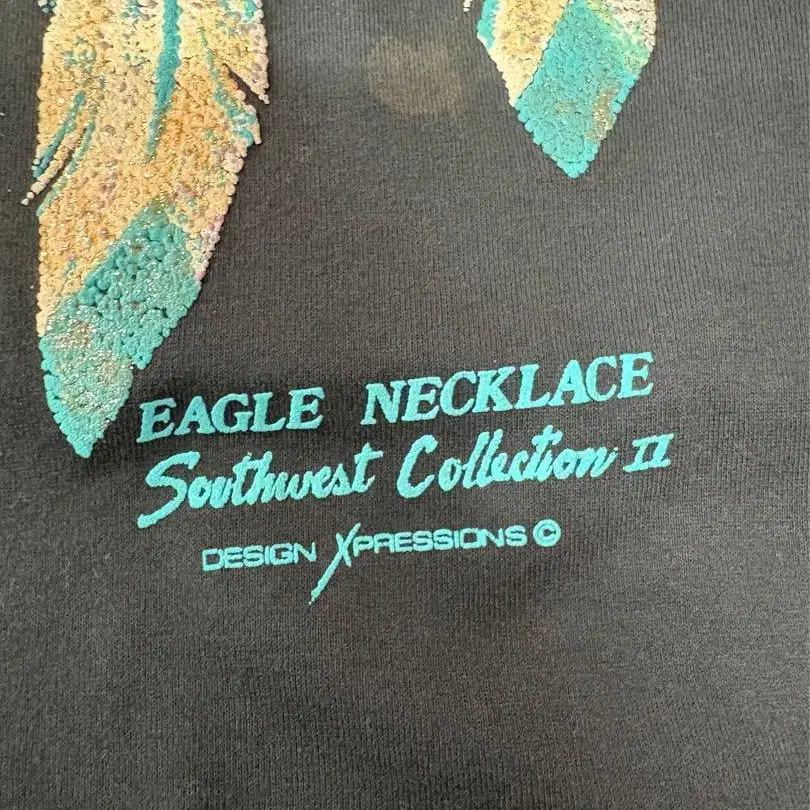 EAGLE NECKLACE
Southwest Collection II
DESIGN XPRESSIONS ©